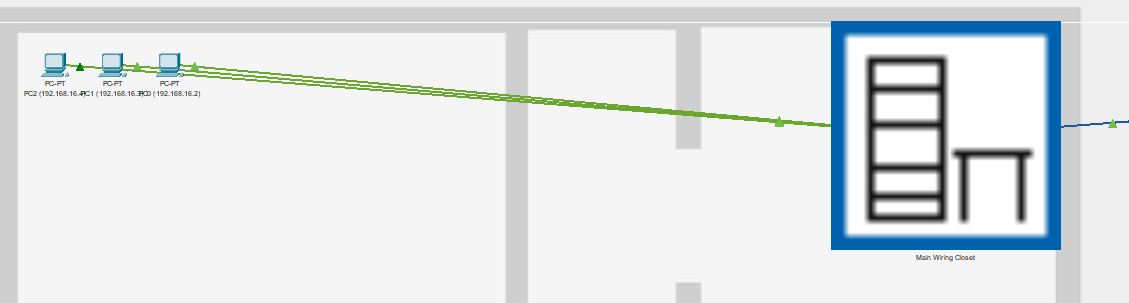 PC-PT
PC2 (192.168.16.4)
PC-PT
PC1 (192.168.16.3)
PC-PT
PC0 (192.168.16.2)
Main Wiring Closet